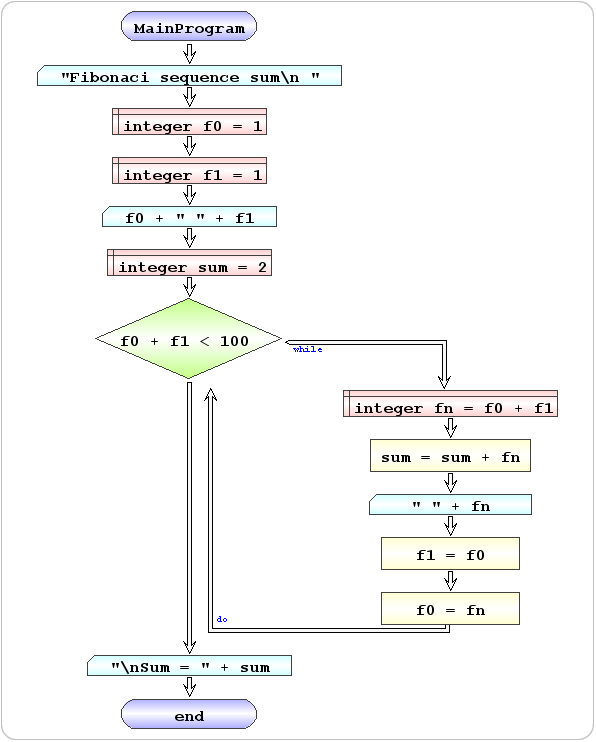 MainProgram
"Fibonaci sequence sum\n "
integer f0 = 1
integer f1 = 1
f0 + " " + f1
integer sum = 2
f0 + f1 < 100
while
integer fn = f0 + f1
sum = sum + fn
" " + fn
f1 = f0
f0 = fn
do
"\nSum = " + sum
end